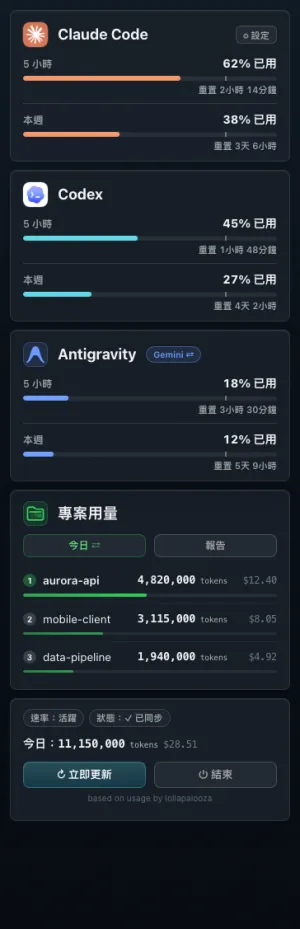 Claude Code
⚙ 設定
5 小時
62% 已用
重置 2小時 14分鐘
本週
38% 已用
重置 3天 6小時
Codex
5 小時
45% 已用
重置 1小時 48分鐘
本週
27% 已用
重置 4天 2小時
Antigravity
Gemini ⇄
5 小時
18% 已用
重置 3小時 30分鐘
本週
12% 已用
重置 5天 9小時
專案用量
今日 ⇄
報告
1 aurora-api 4,820,000 tokens $12.40
2 mobile-client 3,115,000 tokens $8.05
3 data-pipeline 1,940,000 tokens $4.92
速率：活躍
狀態：✓ 已同步
今日：11,150,000 tokens $28.51
↻ 立即更新
⏻ 結束
based on usage by lollapalooza